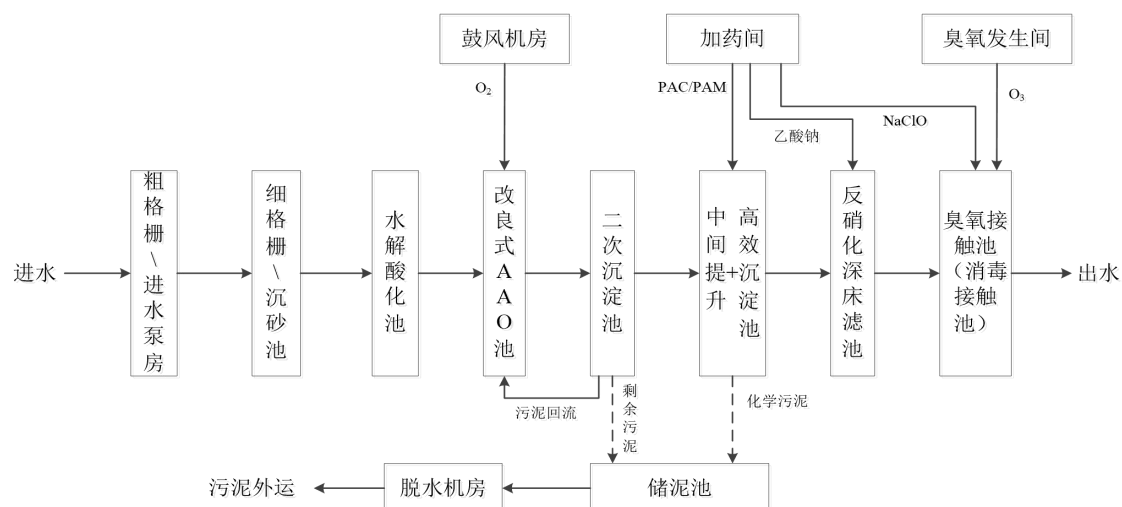 鼓风机房
加药间
臭氧发生间
O₂
PAC/PAM
乙酸钠
NaClO
O₃
进水
粗格栅\进水泵房
细格栅\沉砂池
水解酸化池
改良式AAO池
二次沉淀池
中间提升+高效沉淀池
反硝化深床滤池
臭氧接
触池
（消毒
接触
池）
出水
污泥回流
剩余污泥
化学污泥
污泥外运
脱水机房
储泥池